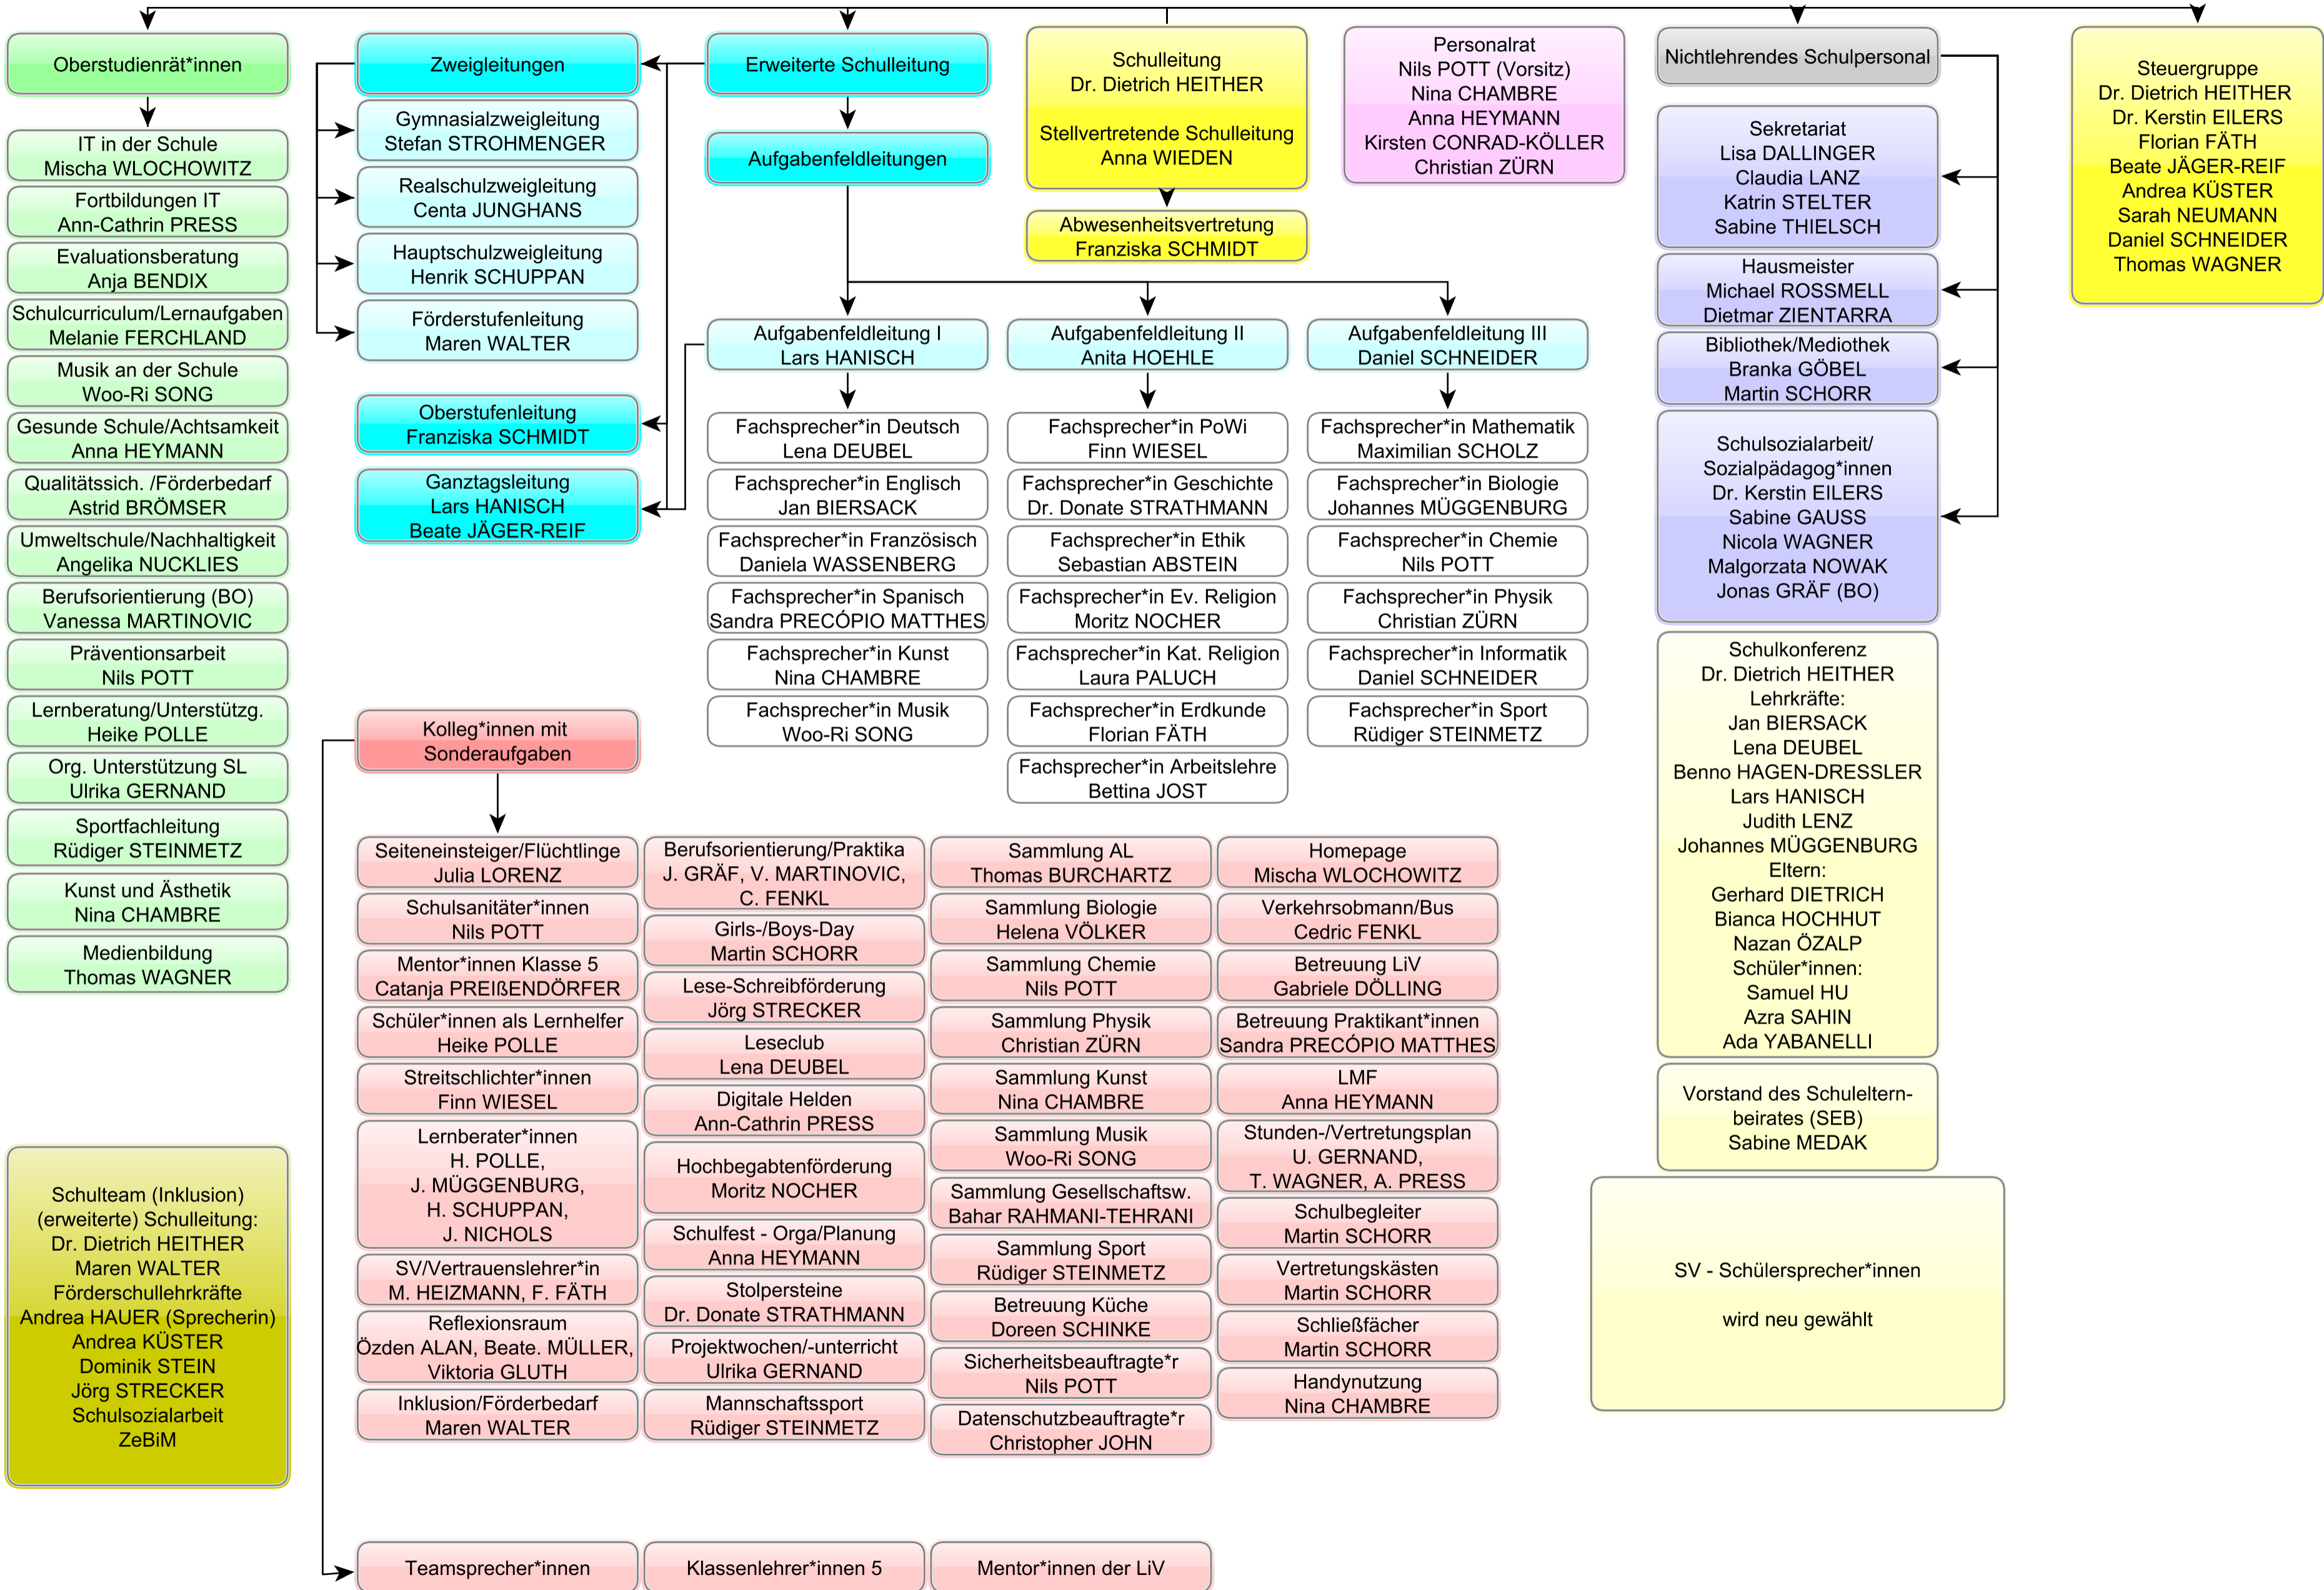 Oberstudienrät*innen
IT in der Schule
Mischa WLOCHOWITZ
Fortbildungen IT
Ann-Cathrin PRESS
Evaluationsberatung
Anja BENDIX
Schulcurriculum/Lernaufgaben
Melanie FERCHLAND
Musik an der Schule
Woo-Ri SONG
Gesunde Schule/Achtsamkeit
Anna HEYMANN
Qualitätssich. /Förderbedarf
Astrid BRÖMSER
Umweltschule/Nachhaltigkeit
Angelika NUCKLIES
Berufsorientierung (BO)
Vanessa MARTINOVIC
Präventionsarbeit
Nils POTT
Lernberatung/Unterstützg.
Heike POLLE
Org. Unterstützung SL
Ulrika GERNAND
Sportfachleitung
Rüdiger STEINMETZ
Kunst und Ästhetik
Nina CHAMBRE
Medienbildung
Thomas WAGNER
Schulteam (Inklusion)
(erweiterte) Schulleitung:
Dr. Dietrich HEITHER
Maren WALTER
Förderschullehrkräfte
Andrea HAUER (Sprecherin)
Andrea KÜSTER
Dominik STEIN
Jörg STRECKER
Schulsozialarbeit
ZeBiM
Zweigleitungen
Gymnasialzweigleitung
Stefan STROHMENGER
Realschulzweigleitung
Centa JUNGHANS
Hauptschulzweigleitung
Henrik SCHUPPAN
Förderstufenleitung
Maren WALTER
Oberstufenleitung
Franziska SCHMIDT
Ganztagsleitung
Lars HANISCH
Beate JÄGER-REIF
Erweiterte Schulleitung
Aufgabenfeldleitungen
Aufgabenfeldleitung I
Lars HANISCH
Fachsprecher*in Deutsch
Lena DEUBEL
Fachsprecher*in Englisch
Jan BIERSACK
Fachsprecher*in Französisch
Daniela WASSENBERG
Fachsprecher*in Spanisch
Sandra PRECÓPIO MATTHES
Fachsprecher*in Kunst
Nina CHAMBRE
Fachsprecher*in Musik
Woo-Ri SONG
Schulleitung
Dr. Dietrich HEITHER
Stellvertretende Schulleitung
Anna WIEDEN
Abwesenheitsvertretung
Franziska SCHMIDT
Aufgabenfeldleitung II
Anita HOEHLE
Fachsprecher*in PoWi
Finn WIESEL
Fachsprecher*in Geschichte
Dr. Donate STRATHMANN
Fachsprecher*in Ethik
Sebastian ABSTEIN
Fachsprecher*in Ev. Religion
Moritz NOCHER
Fachsprecher*in Kat. Religion
Laura PALUCH
Fachsprecher*in Erdkunde
Florian FÄTH
Fachsprecher*in Arbeitslehre
Bettina JOST
Personalrat
Nils POTT (Vorsitz)
Nina CHAMBRE
Anna HEYMANN
Kirsten CONRAD-KÖLLER
Christian ZÜRN
Aufgabenfeldleitung III
Daniel SCHNEIDER
Fachsprecher*in Mathematik
Maximilian SCHOLZ
Fachsprecher*in Biologie
Johannes MÜGGENBURG
Fachsprecher*in Chemie
Nils POTT
Fachsprecher*in Physik
Christian ZÜRN
Fachsprecher*in Informatik
Daniel SCHNEIDER
Fachsprecher*in Sport
Rüdiger STEINMETZ
Nichtlehrendes Schulpersonal
Sekretariat
Lisa DALLINGER
Claudia LANZ
Katrin STELTER
Sabine THIELSCH
Hausmeister
Michael ROSSMELL
Dietmar ZIENTARRA
Bibliothek/Mediothek
Branka GÖBEL
Martin SCHORR
Schulsozialarbeit/
Sozialpädagog*innen
Dr. Kerstin EILERS
Sabine GAUSS
Nicola WAGNER
Malgorzata NOWAK
Jonas GRÄF (BO)
Schulkonferenz
Dr. Dietrich HEITHER
Lehrkräfte:
Jan BIERSACK
Lena DEUBEL
Benno HAGEN-DRESSLER
Lars HANISCH
Judith LENZ
Johannes MÜGGENBURG
Eltern:
Gerhard DIETRICH
Bianca HOCHHUT
Nazan ÖZALP
Schüler*innen:
Samuel HU
Azra SAHIN
Ada YABANELLI
Vorstand des Schuleltern-
beirates (SEB)
Sabine MEDAK
SV - Schülersprecher*innen
wird neu gewählt
Steuergruppe
Dr. Dietrich HEITHER
Dr. Kerstin EILERS
Florian FÄTH
Beate JÄGER-REIF
Andrea KÜSTER
Sarah NEUMANN
Daniel SCHNEIDER
Thomas WAGNER
Kolleg*innen mit
Sonderaufgaben
Seiteneinsteiger/Flüchtlinge
Julia LORENZ
Schulsanitäter*innen
Nils POTT
Mentor*innen Klasse 5
Catanja PREIßENDÖRFER
Schüler*innen als Lernhelfer
Heike POLLE
Streitschlichter*innen
Finn WIESEL
Lernberater*innen
H. POLLE,
J. MÜGGENBURG,
H. SCHUPPAN,
J. NICHOLS
SV/Vertrauenslehrer*in
M. HEIZMANN, F. FÄTH
Reflexionsraum
Özden ALAN, Beate. MÜLLER,
Viktoria GLUTH
Inklusion/Förderbedarf
Maren WALTER
Berufsorientierung/Praktika
J. GRÄF, V. MARTINOVIC,
C. FENKL
Girls-/Boys-Day
Martin SCHORR
Lese-Schreibförderung
Jörg STRECKER
Leseclub
Lena DEUBEL
Digitale Helden
Ann-Cathrin PRESS
Hochbegabtenförderung
Moritz NOCHER
Schulfest - Orga/Planung
Anna HEYMANN
Stolpersteine
Dr. Donate STRATHMANN
Projektwochen/-unterricht
Ulrika GERNAND
Mannschaftssport
Rüdiger STEINMETZ
Sammlung AL
Thomas BURCHARTZ
Sammlung Biologie
Helena VÖLKER
Sammlung Chemie
Nils POTT
Sammlung Physik
Christian ZÜRN
Sammlung Kunst
Nina CHAMBRE
Sammlung Musik
Woo-Ri SONG
Sammlung Gesellschaftsw.
Bahar RAHMANI-TEHRANI
Sammlung Sport
Rüdiger STEINMETZ
Betreuung Küche
Doreen SCHINKE
Sicherheitsbeauftragte*r
Nils POTT
Datenschutzbeauftragte*r
Christopher JOHN
Homepage
Mischa WLOCHOWITZ
Verkehrsobmann/Bus
Cedric FENKL
Betreuung LiV
Gabriele DÖLLING
Betreuung Praktikant*innen
Sandra PRECÓPIO MATTHES
LMF
Anna HEYMANN
Stunden-/Vertretungsplan
U. GERNAND,
T. WAGNER, A. PRESS
Schulbegleiter
Martin SCHORR
Vertretungskästen
Martin SCHORR
Schließfächer
Martin SCHORR
Handynutzung
Nina CHAMBRE
Teamsprecher*innen
Klassenlehrer*innen 5
Mentor*innen der LiV